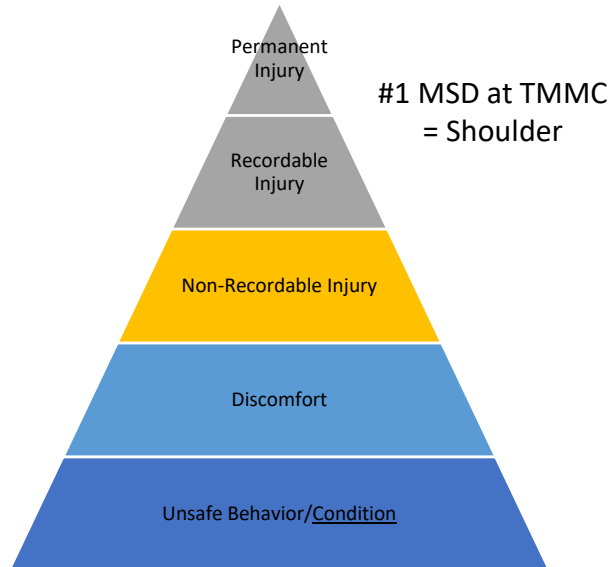 Permanent
Injury
#1 MSD at TMMC
= Shoulder
Recordable
Injury
Non-Recordable Injury
Discomfort
Unsafe Behavior/Condition